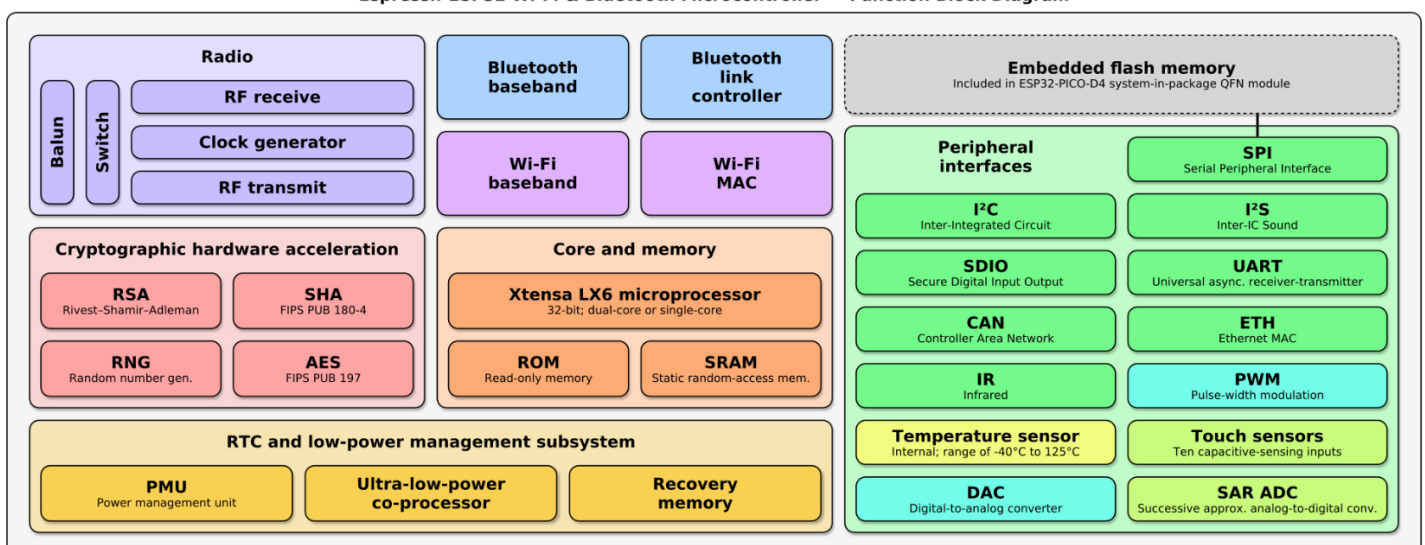 Radio
Balun
Switch
RF receive
Clock generator
RF transmit
Bluetooth
baseband
Bluetooth
link
controller
Wi-Fi
baseband
Wi-Fi
MAC
Embedded flash memory
Included in ESP32-PICO-D4 system-in-package QFN module
Cryptographic hardware acceleration
RSA
Rivest–Shamir–Adleman
SHA
FIPS PUB 180-4
RNG
Random number gen.
AES
FIPS PUB 197
Core and memory
Xtensa LX6 microprocessor
32-bit; dual-core or single-core
ROM
Read-only memory
SRAM
Static random-access mem.
RTC and low-power management subsystem
PMU
Power management unit
Ultra-low-power
co-processor
Recovery
memory
Peripheral
interfaces
SPI
Serial Peripheral Interface
I²C
Inter-Integrated Circuit
I²S
Inter-IC Sound
SDIO
Secure Digital Input Output
UART
Universal async. receiver-transmitter
CAN
Controller Area Network
ETH
Ethernet MAC
IR
Infrared
PWM
Pulse-width modulation
Temperature sensor
Internal; range of -40°C to 125°C
Touch sensors
Ten capacitive-sensing inputs
DAC
Digital-to-analog converter
SAR ADC
Successive approx. analog-to-digital conv.